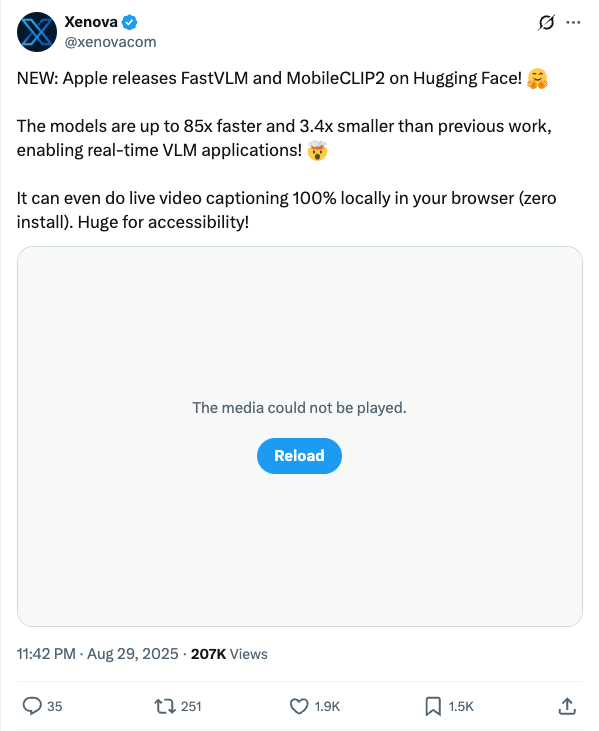 Xenova
@xenovacom
NEW: Apple releases FastVLM and MobileCLIP2 on Hugging Face! 🤗
The models are up to 85x faster and 3.4x smaller than previous work,
enabling real-time VLM applications! 🤯
It can even do live video captioning 100% locally in your browser (zero
install). Huge for accessibility!
The media could not be played.
Reload
11:42 PM · Aug 29, 2025 · 207K Views
35 251 1.9K 1.5K